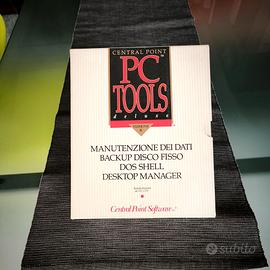 CENTRAL POINT
PC
TOOLS
deluxe
MANUTENZIONE DEI DATI
BACKUP DISCO FISSO
DOS SHELL
DESKTOP MANAGER
Central Point Software
subito